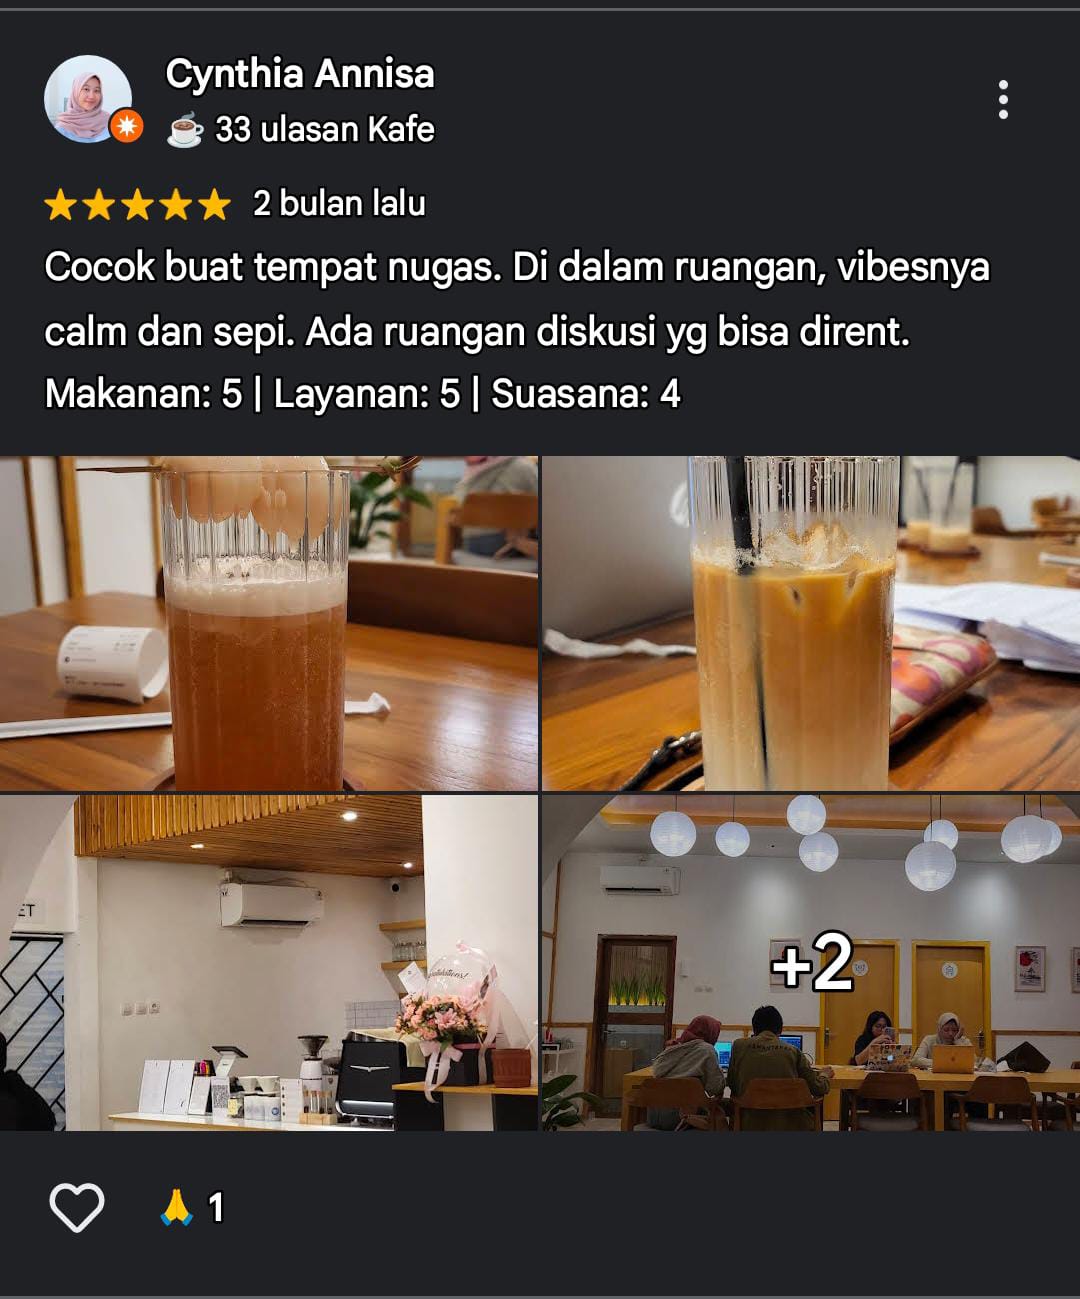 Cynthia Annisa
33 ulasan Kafe
2 bulan lalu
Cocok buat tempat nugas. Di dalam ruangan, vibesnya
calm dan sepi. Ada ruangan diskusi yg bisa dirent.
Makanan: 5 | Layanan: 5 | Suasana: 4
ET
+2
1